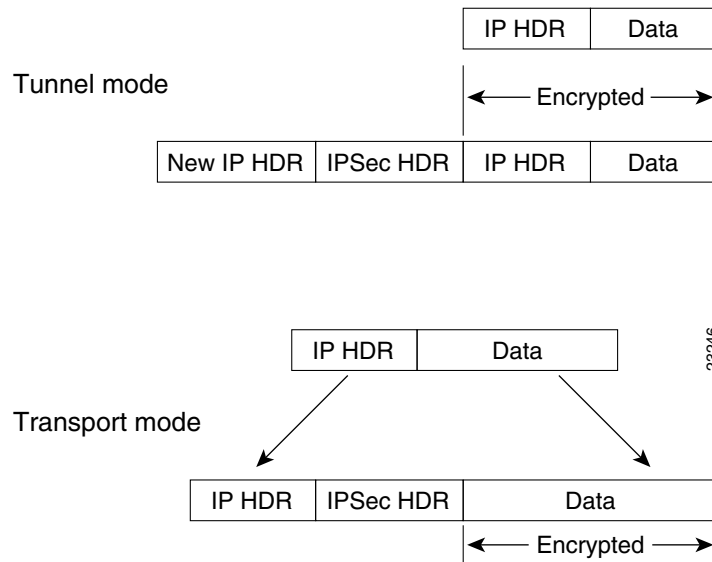 IP HDR Data
Tunnel mode
Encrypted
New IP HDR IPSec HDR IP HDR Data
IP HDR Data
23246
Transport mode
IP HDR IPSec HDR Data
Encrypted